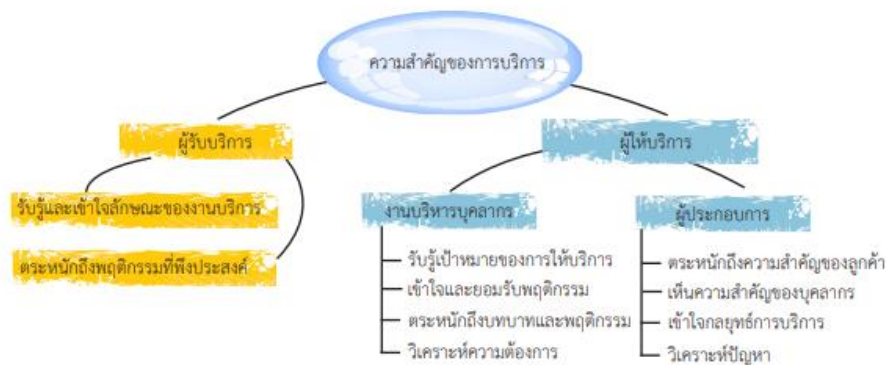 ความสำคัญของการบริการ
ผู้รับบริการ
ผู้ให้บริการ
รับรู้และเข้าใจลักษณะของงานบริการ
ตระหนักถึงพฤติกรรมที่พึงประสงค์
งานบริหารบุคลากร
รับรู้เป้าหมายของการให้บริการ
เข้าใจและยอมรับพฤติกรรม
ตระหนักถึงบทบาทและพฤติกรรม
วิเคราะห์ความต้องการ
ผู้ประกอบการ
ตระหนักถึงความสำคัญของลูกค้า
เห็นความสำคัญของบุคลากร
เข้าใจกลยุทธ์การบริการ
วิเคราะห์ปัญหา